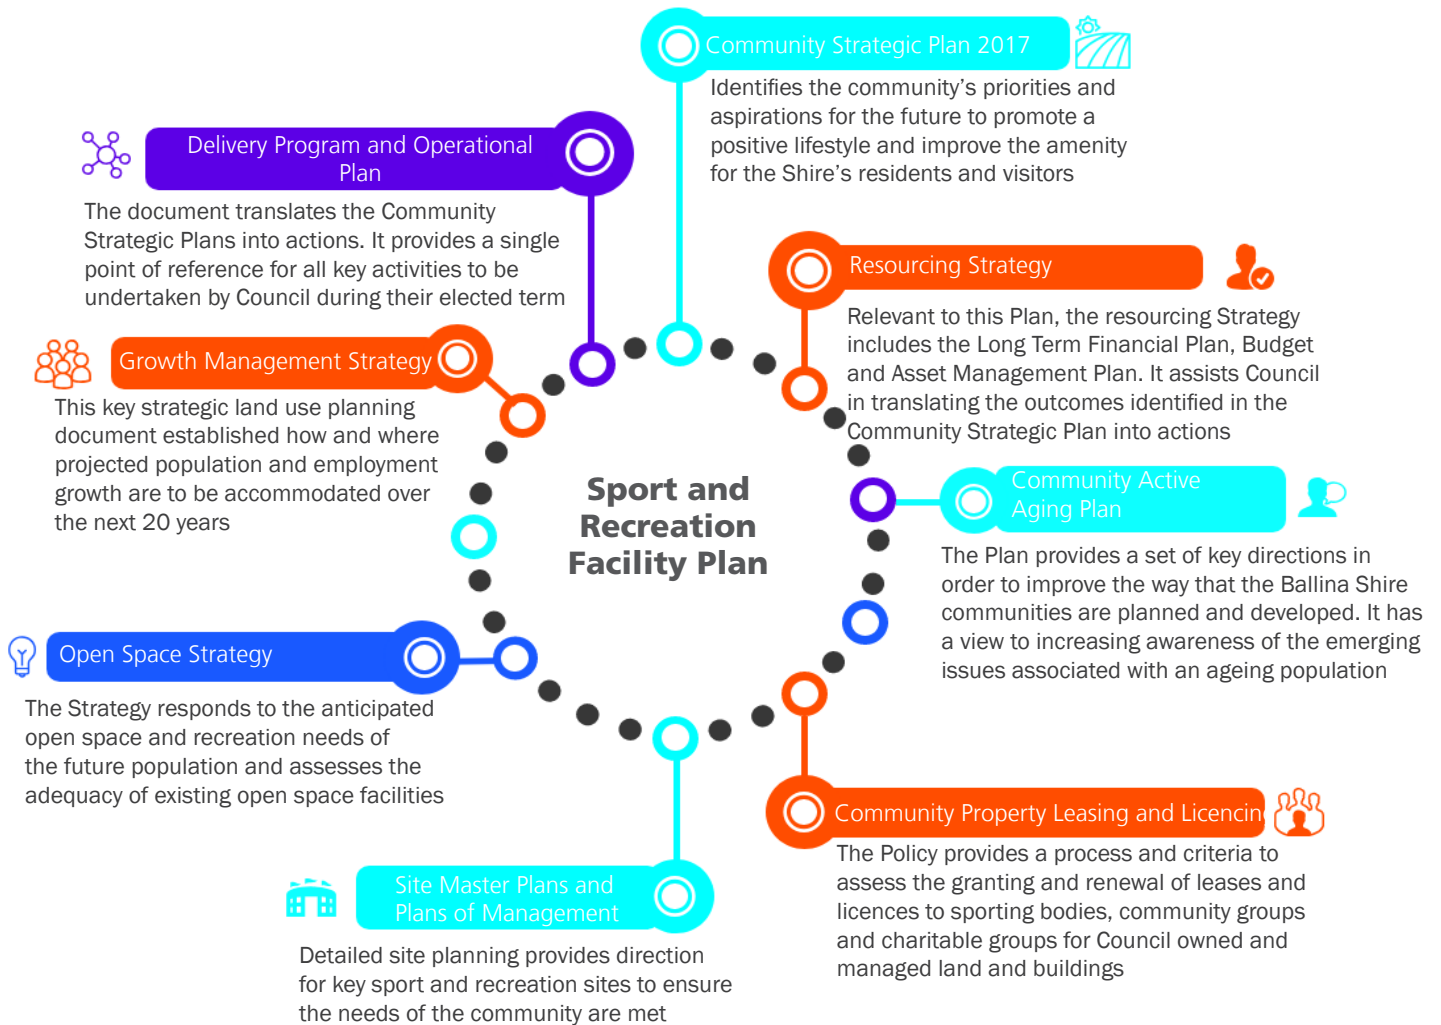 Community Strategic Plan 2017
Identifies the community's priorities and
aspirations for the future to promote a
positive lifestyle and improve the amenity
for the Shire's residents and visitors
Delivery Program and Operational
Plan
The document translates the Community
Strategic Plans into actions. It provides a single
point of reference for all key activities to be
undertaken by Council during their elected term
Resourcing Strategy
Relevant to this Plan, the resourcing Strategy
includes the Long Term Financial Plan, Budget
and Asset Management Plan. It assists Council
in translating the outcomes identified in the
Community Strategic Plan into actions
Growth Management Strategy
This key strategic land use planning
document established how and where
projected population and employment
growth are to be accommodated over
the next 20 years
Sport and
Recreation
Facility Plan
Community Active
Aging Plan
The Plan provides a set of key directions in
order to improve the way that the Ballina Shire
communities are planned and developed. It has
a view to increasing awareness of the emerging
issues associated with an ageing population
Open Space Strategy
The Strategy responds to the anticipated
open space and recreation needs of
the future population and assesses the
adequacy of existing open space facilities
Community Property Leasing and Licencin
The Policy provides a process and criteria to
assess the granting and renewal of leases and
licences to sporting bodies, community groups
and charitable groups for Council owned and
managed land and buildings
Site Master Plans and
Plans of Management
Detailed site planning provides direction
for key sport and recreation sites to ensure
the needs of the community are met